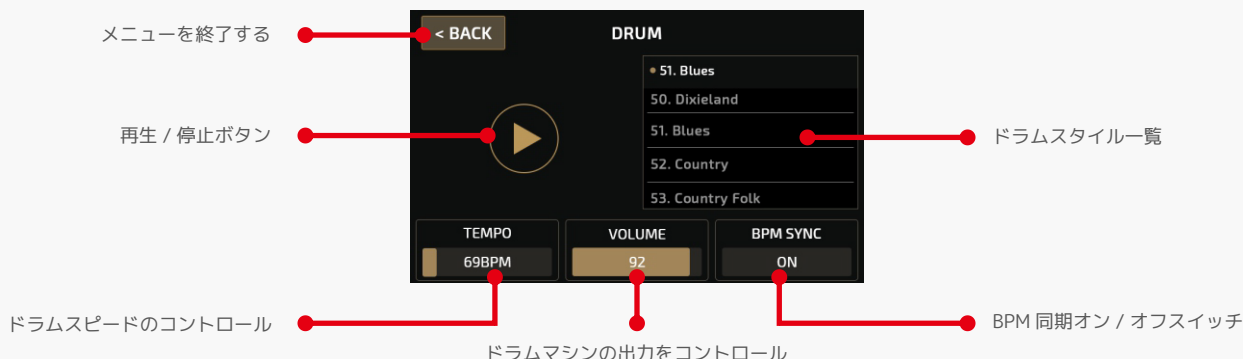 メニューを終了する
< BACK
DRUM
51. Blues
50. Dixieland
再生 / 停止ボタン
51. Blues
ドラムスタイル一覧
52. Country
53. Country Folk
TEMPO
VOLUME
BPM SYNC
69BPM
92
ON
ドラムスピードのコントロール
BPM 同期オン / オフスイッチ
ドラムマシンの出力をコントロール